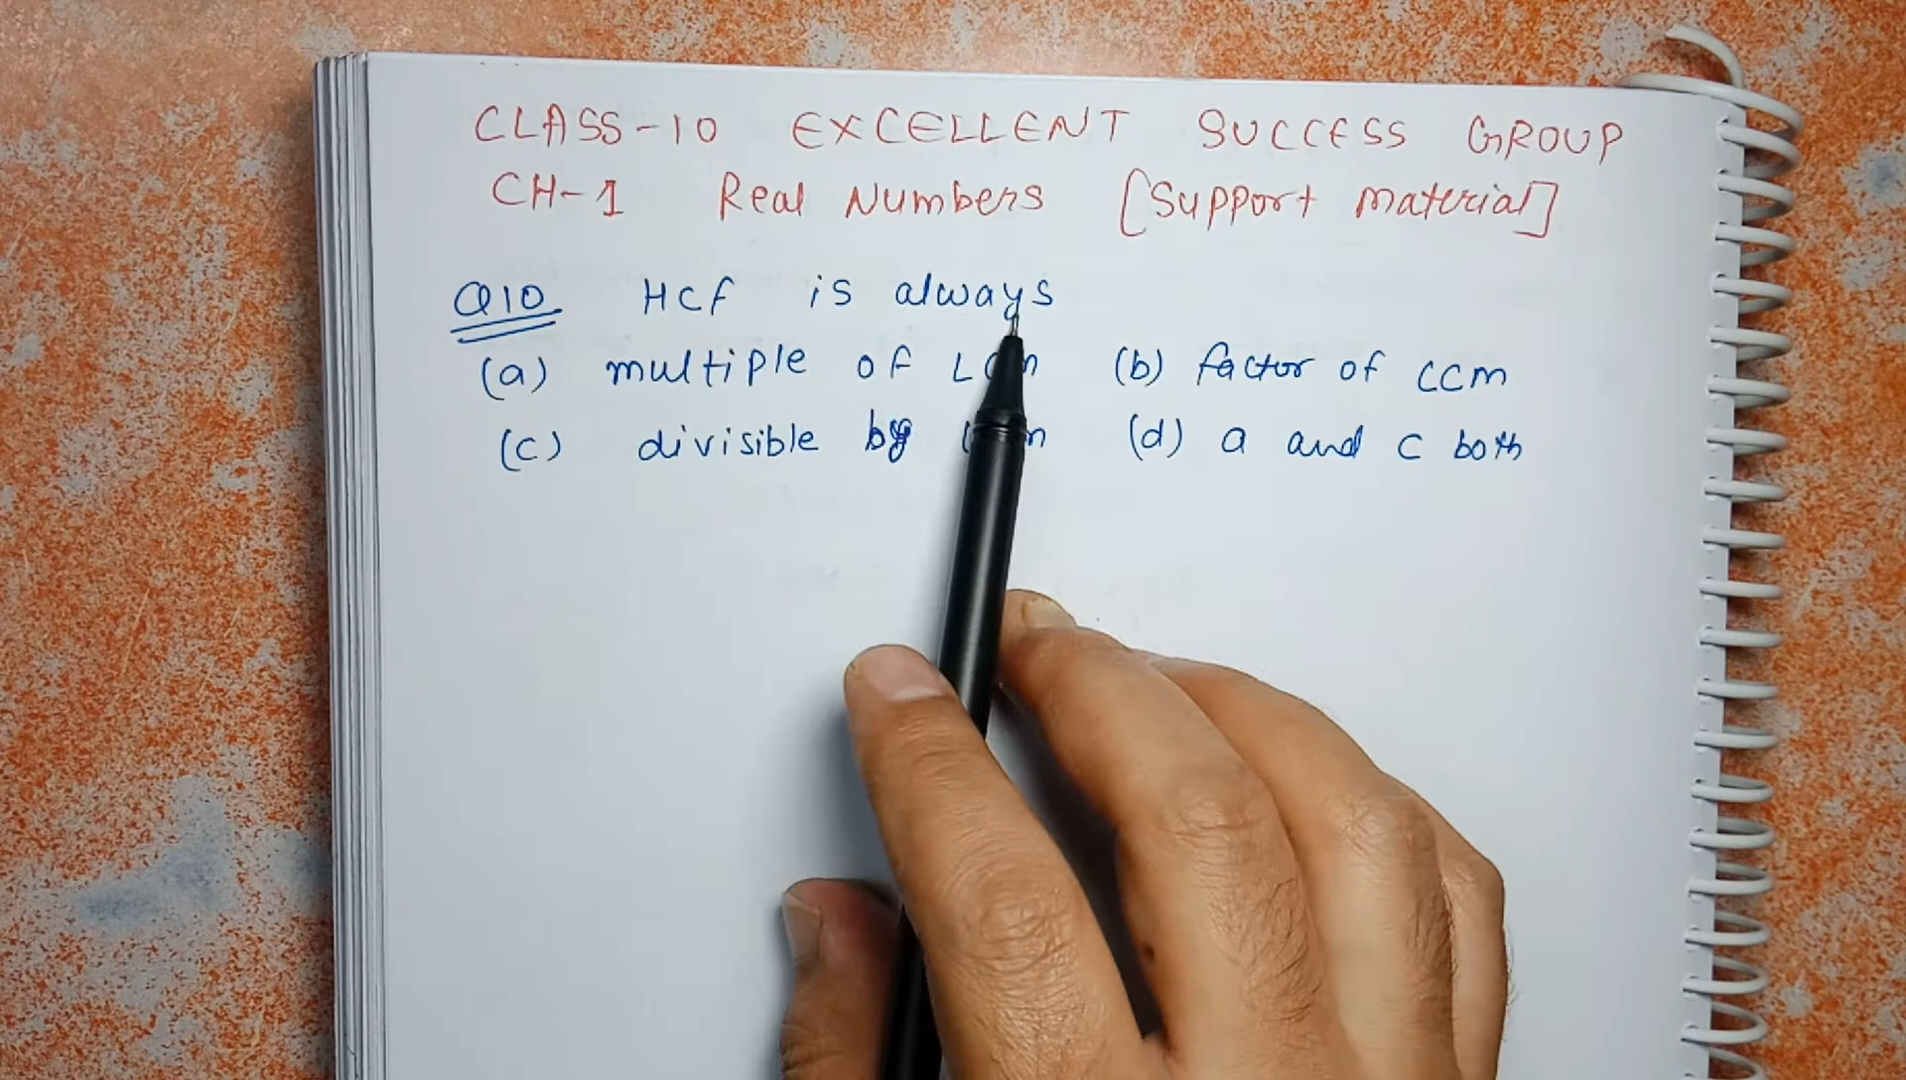 CLASS-10 EXCELLENT SUCCESS GROUP
CH-1 Real Numbers [Support Material]
Q10 HCF is always
(a) multiple of LCM (b) factor of LCM
(c) divisible by (d) a and c both